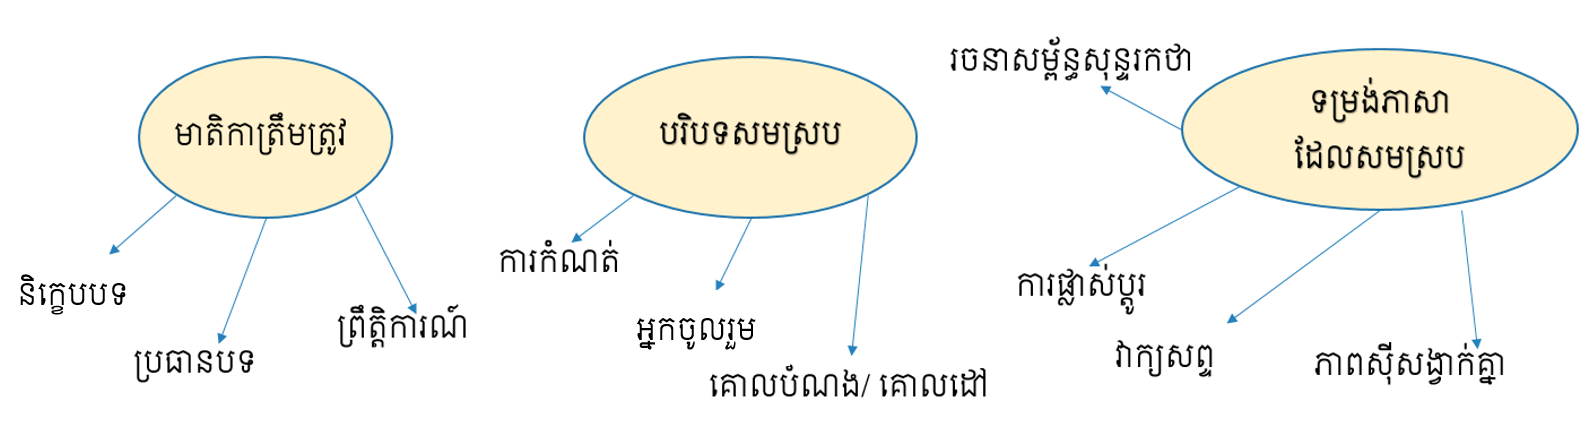 មាតិកាត្រឹមត្រូវ
និក្ខេបបទ
ប្រធានបទ
ព្រឹត្តិការណ៍
បរិបទសមស្រប
ការកំណត់
អ្នកចូលរួម
គោលបំណង/ គោលដៅ
រចនាសម្ព័ន្ធសុន្ទរកថា
ទម្រង់ភាសា
ដែលសមស្រប
ការផ្លាស់ប្តូរ
វាក្យសព្ទ
ភាពស៊ីសង្វាក់គ្នា